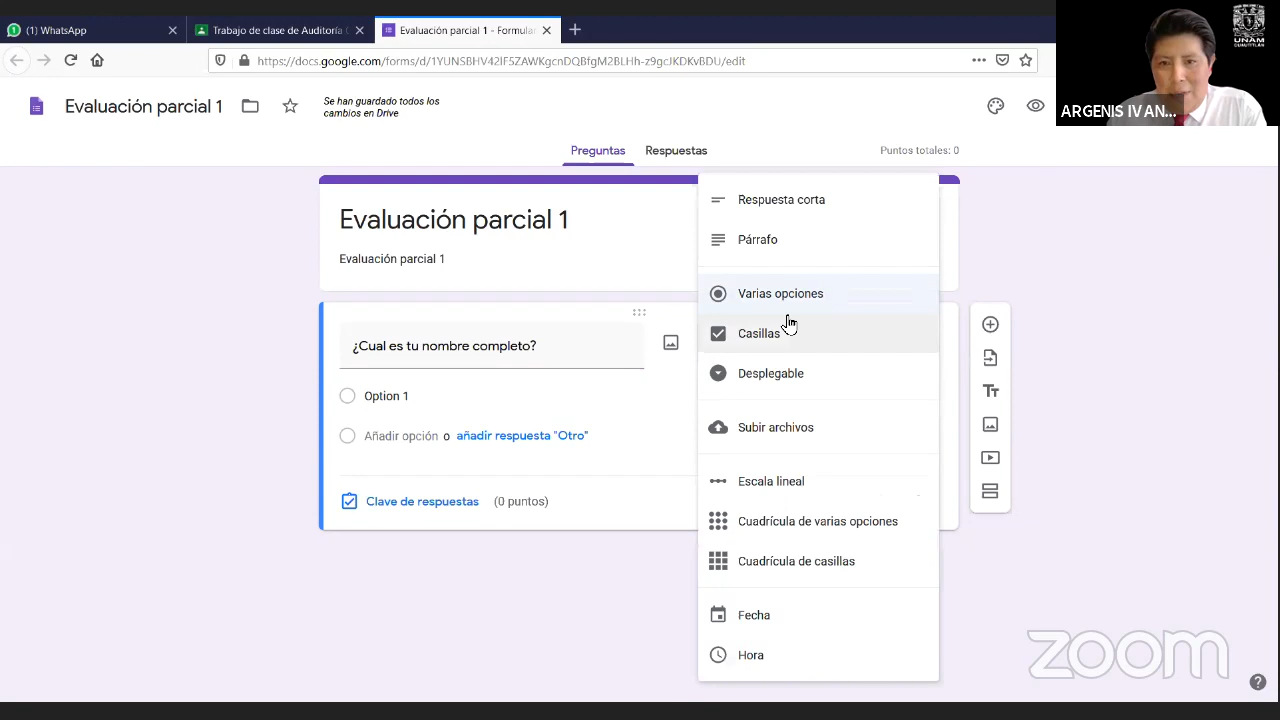 (1) WhatsApp
Trabajo de clase de Auditoría
Evaluación parcial 1 - Formula
https://docs.google.com/forms/d/1YUNSBHV42IF5ZAWKgcnDQBfgM2BLHh-z9gcJKDKvBDU/edit
UNAM
CUAUTITLÁN
ARGENIS IVAN...
Evaluación parcial 1
Se han guardado todos los
cambios en Drive
Preguntas
Respuestas
Puntos totales: 0
Evaluación parcial 1
Evaluación parcial 1
¿Cual es tu nombre completo?
Option 1
Añadir opción o añadir respuesta "Otro"
Clave de respuestas (0 puntos)
Respuesta corta
Párrafo
Varias opciones
Casillas
Desplegable
Subir archivos
Escala lineal
Cuadrícula de varias opciones
Cuadrícula de casillas
Fecha
Hora
Tt
zoom